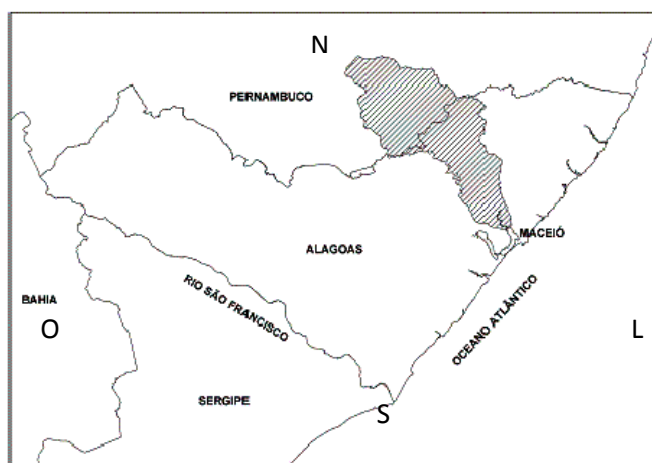 N
PERNAMBUCO
MACEIÓ
ALAGOAS
BAHIA
RIO SÃO FRANCISCO
OCEANO ATLÂNTICO
O
L
SERGIPE
S